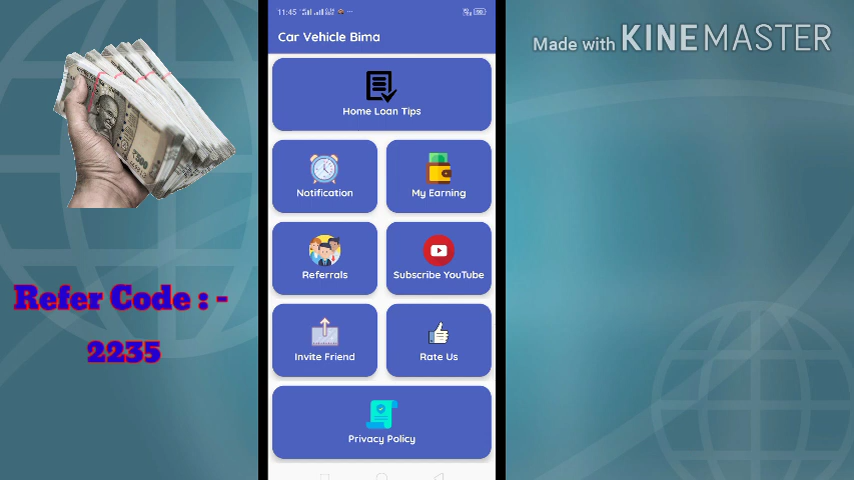 11:45
Car Vehicle Bima
Made with KINEMASTER
Home Loan Tips
Notification
My Earning
Referrals
Subscribe YouTube
Refer Code : -
2235
Invite Friend
Rate Us
Privacy Policy